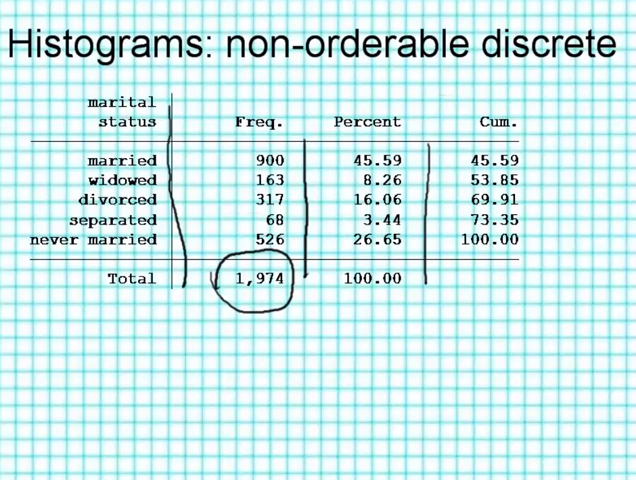 Histograms: non-orderable discrete
marital
status Freq. Percent Cum.
married 900 45.59 45.59
widowed 163 8.26 53.85
divorced 317 16.06 69.91
separated 68 3.44 73.35
never married 526 26.65 100.00
Total 1,974 100.00